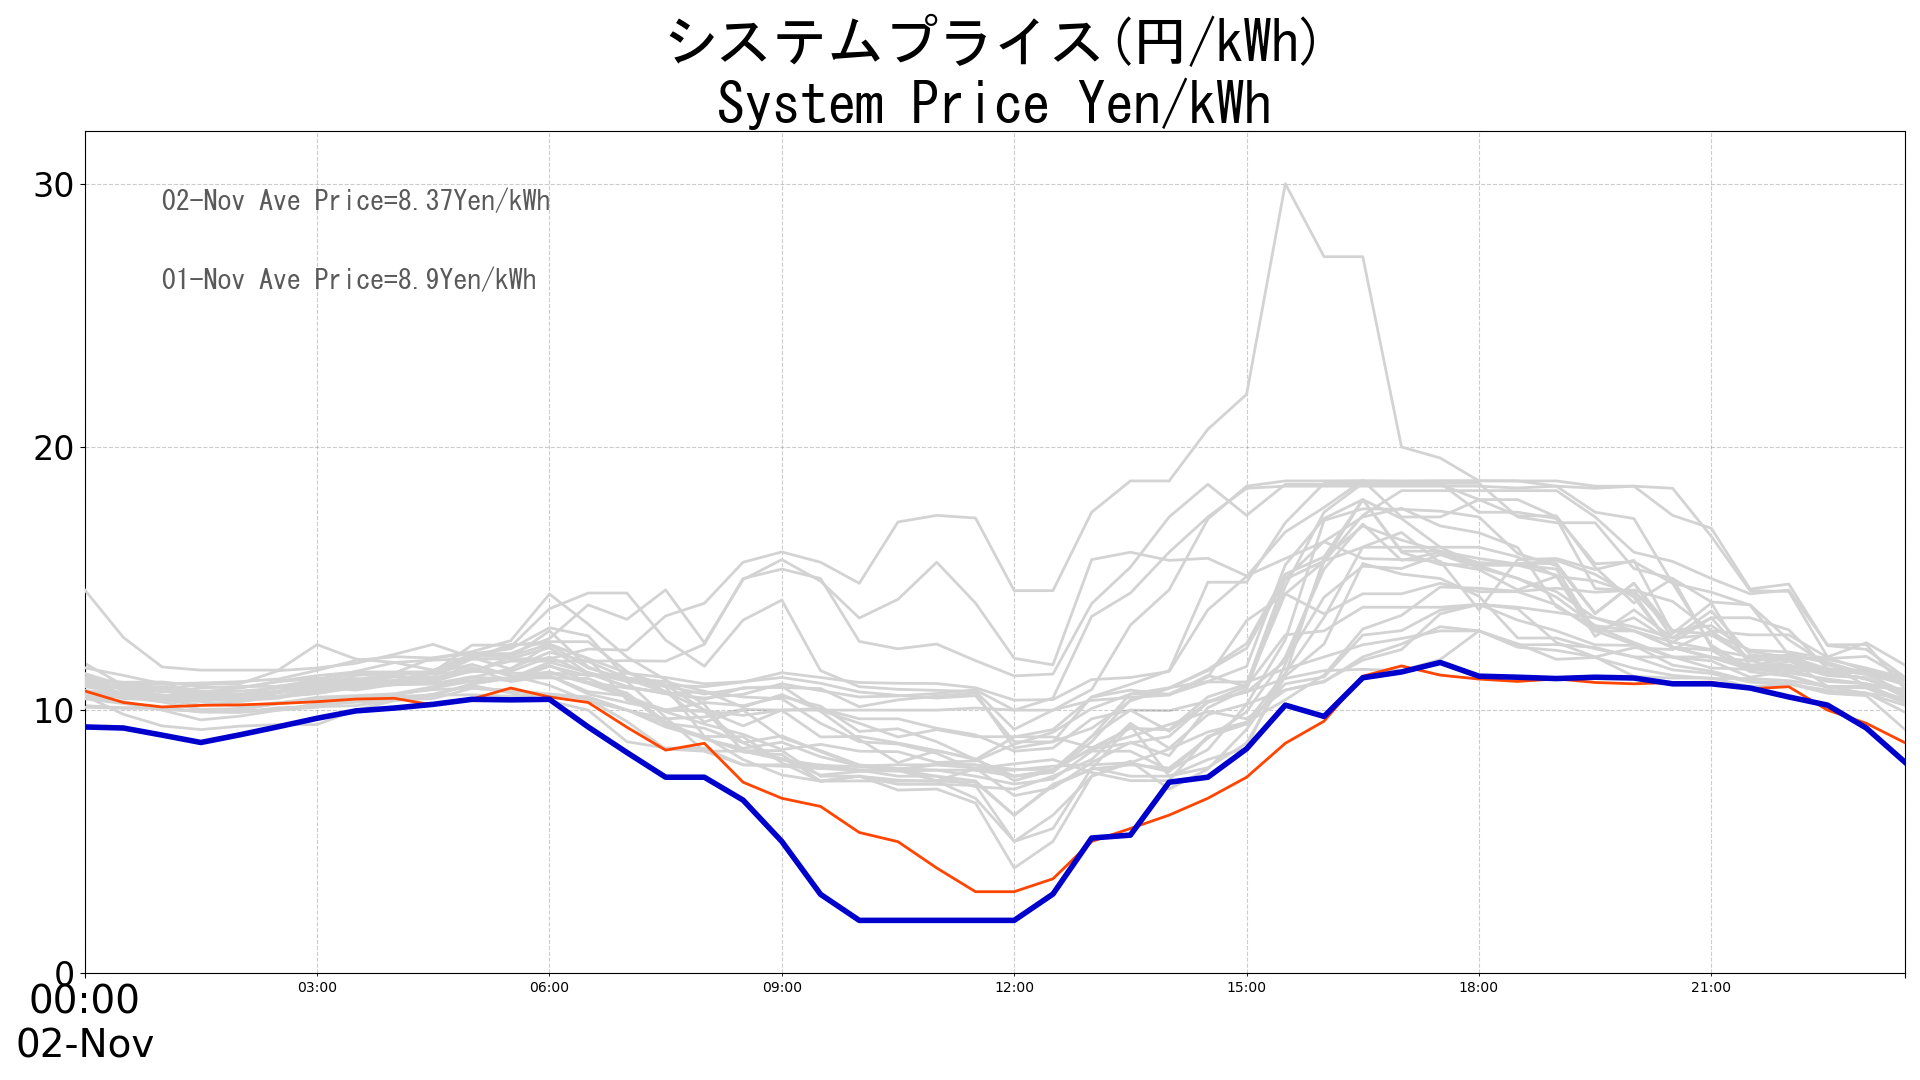 システムプライス(円/kWh)
System Price Yen/kWh
30
02-Nov Ave Price=8.37Yen/kWh
01-Nov Ave Price=8.9Yen/kWh
20
10
0
00:00 03:00 06:00 09:00 12:00 15:00 18:00 21:00
02-Nov